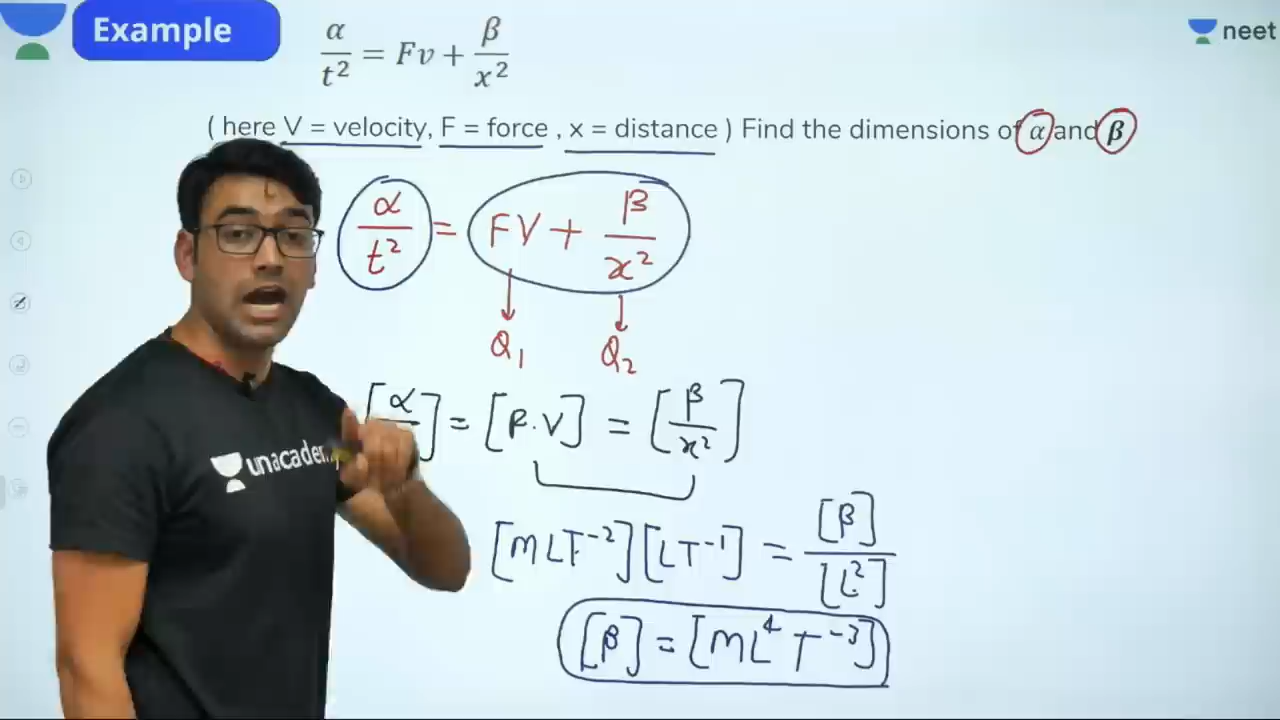 Example
α/t² = Fv + β/x²
neet
( here V = velocity, F = force , x = distance ) Find the dimensions of α and β
α/t² = FV + β/x²
Q₁ Q₂
[α ] = [F.V] = [β/x²]
unacademy
[MLT⁻²][LT⁻¹] = [β]/[L²]
[β] = [ML⁴T⁻³]